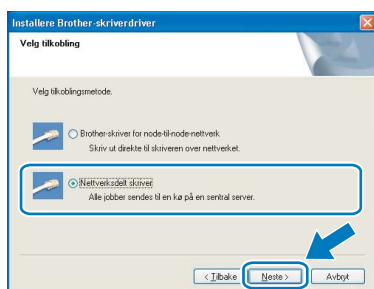 Installere Brother-skriverdriver
Velg tilkobling
Velg tilkoblingsmetode.
Brother-skriver for node-til-node-nettverk
Skriv ut direkte til skriveren over nettverket.
Nettverksdelt skriver
Alle jobber sendes til en kø på en sentral server.
< Tilbake Neste > Avbryt